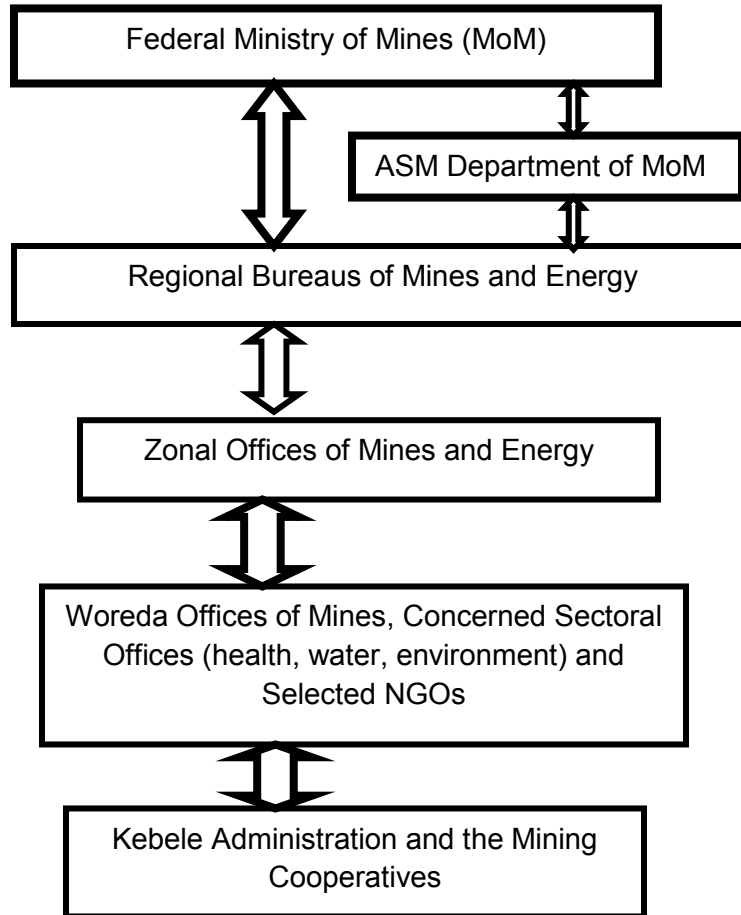 Federal Ministry of Mines (MoM)
ASM Department of MoM
Regional Bureaus of Mines and Energy
Zonal Offices of Mines and Energy
Woreda Offices of Mines, Concerned Sectoral
Offices (health, water, environment) and
Selected NGOs
Kebele Administration and the Mining
Cooperatives